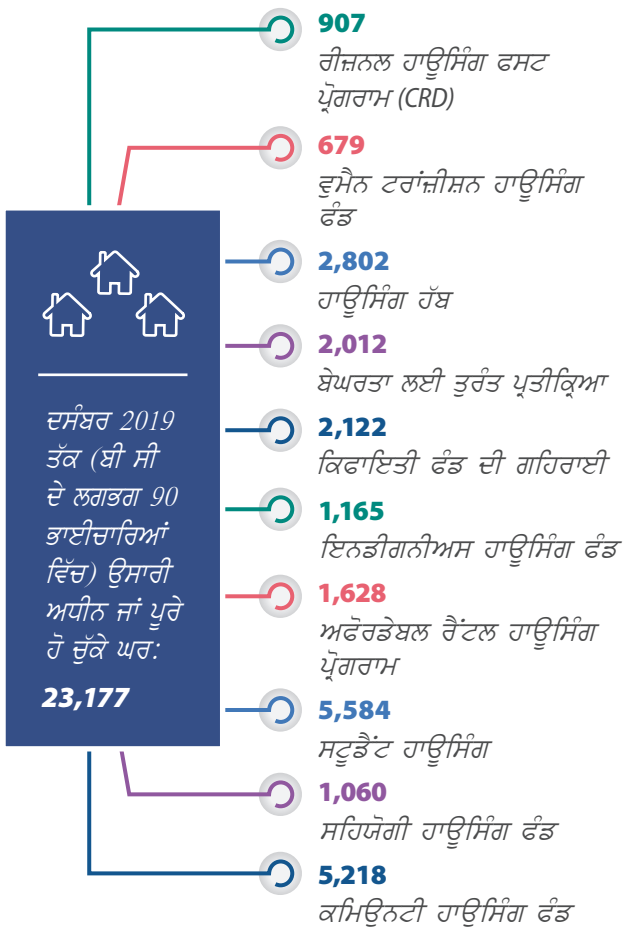 907
ਰੀਜ਼ਨਲ ਹਾਊਸਿੰਗ ਫਸਟ
ਪ੍ਰੋਗਰਾਮ (CRD)
679
ਵੁਮੈਨ ਟਰਾਂਜ਼ੀਸ਼ਨ ਹਾਊਸਿੰਗ
ਫੰਡ
2,802
ਹਾਊਸਿੰਗ ਹੱਬ
2,012
ਬੇਘਰਤਾ ਲਈ ਤੁਰੰਤ ਪ੍ਰਤੀਕ੍ਰਿਆ
2,122
ਕਿਫਾਇਤੀ ਫੰਡ ਦੀ ਗਹਿਰਾਈ
1,165
ਇਨਡੀਗਨੀਅਸ ਹਾਊਸਿੰਗ ਫੰਡ
1,628
ਅਫੋਰਡੇਬਲ ਰੈਂਟਲ ਹਾਊਸਿੰਗ
ਪ੍ਰੋਗਰਾਮ
5,584
ਸਟੂਡੈਂਟ ਹਾਊਸਿੰਗ
1,060
ਸਹਿਯੋਗੀ ਹਾਊਸਿੰਗ ਫੰਡ
5,218
ਕਮਿਉਨਟੀ ਹਾਉਸਿੰਗ ਫੰਡ
ਦਸੰਬਰ 2019
ਤੱਕ (ਬੀ ਸੀ
ਦੇ ਲਗਭਗ 90
ਭਾਈਚਾਰਿਆਂ
ਵਿੱਚ) ਉਸਾਰੀ
ਅਧੀਨ ਜਾਂ ਪੂਰੇ
ਹੋ ਚੁੱਕੇ ਘਰ:
23,177